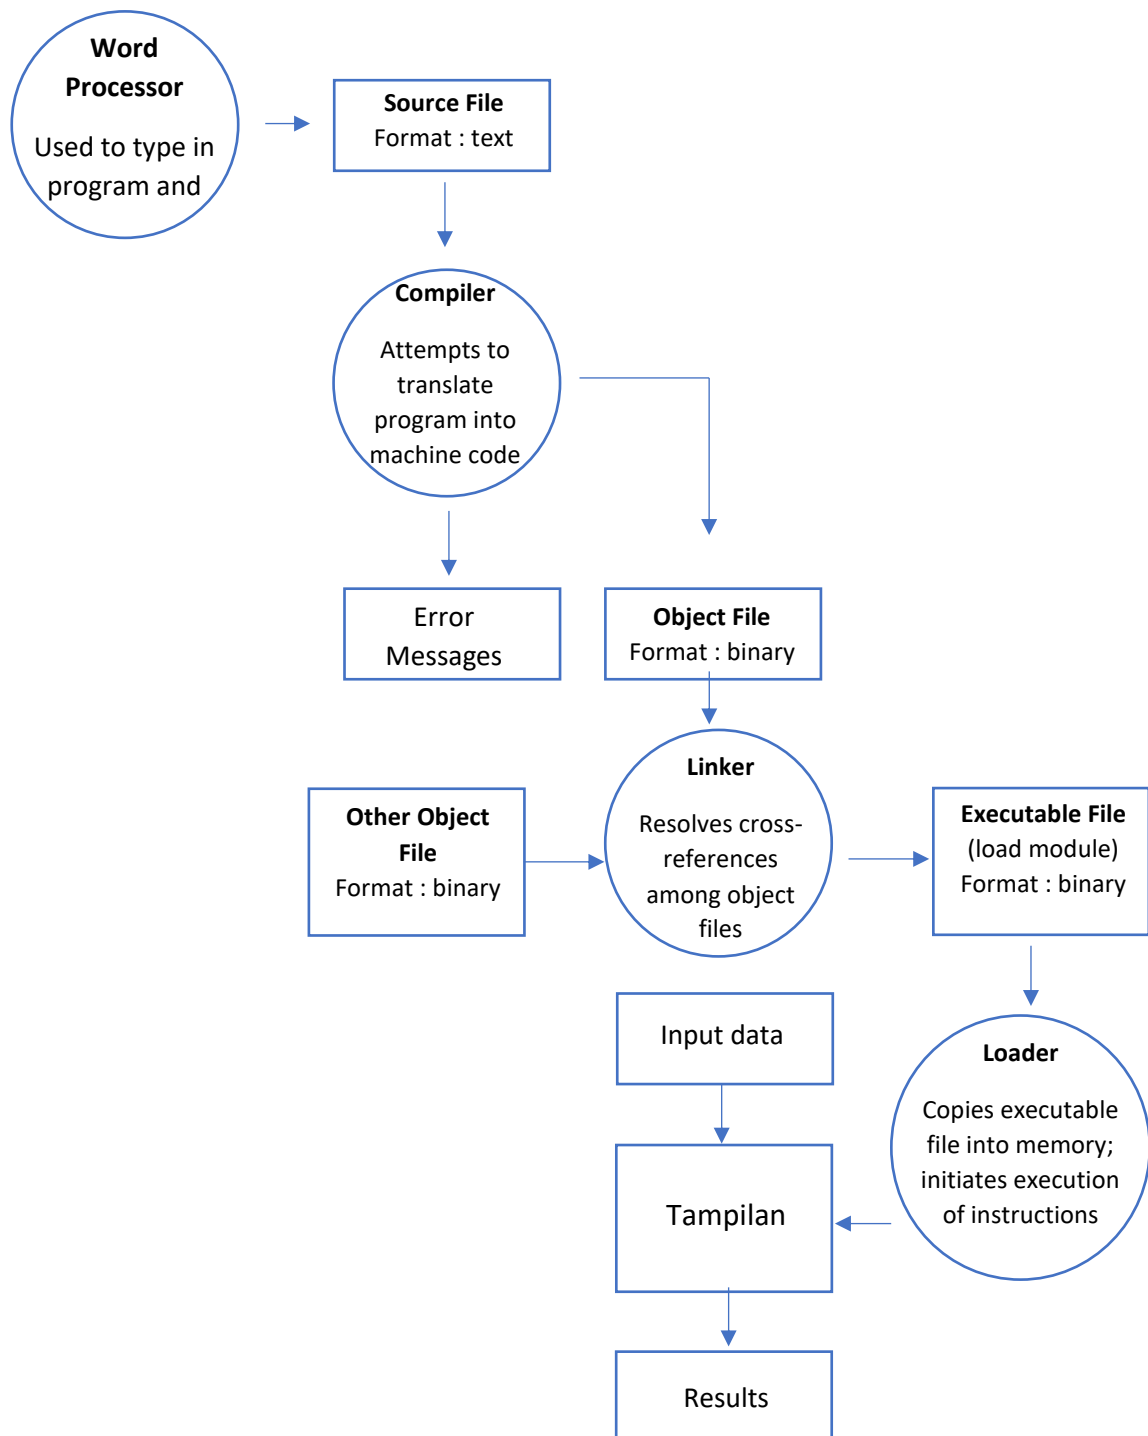 Word
Processor
Used to type in
program and
Source File
Format : text
Compiler
Attempts to
translate
program into
machine code
Error
Messages
Object File
Format : binary
Linker
Resolves cross-
references
among object
files
Other Object
File
Format : binary
Executable File
(load module)
Format : binary
Input data
Loader
Copies executable
file into memory;
initiates execution
of instructions
Tampilan
Results